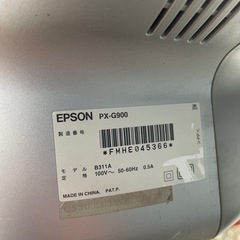 EPSON PX-G900
製造番号
*FMHE045366*
モデル B311A
定格 100V～ 50-60Hz 0.5A
MADE IN CHINA, PAT.P.